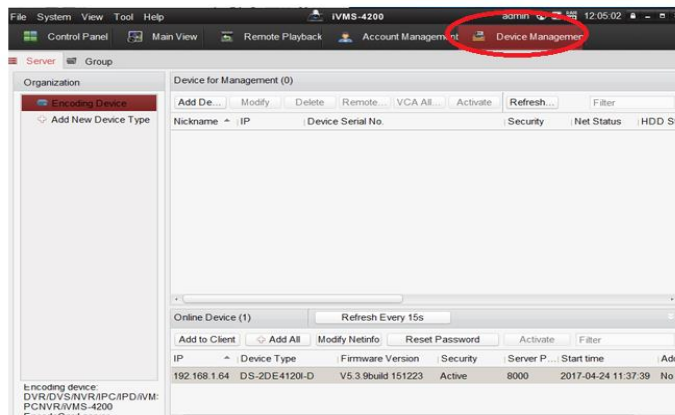 File System View Tool Help iVMS-4200 admin 12:05:02
Control Panel Main View Remote Playback Account Management Device Managemen
Server Group
Organization
Encoding Device
Add New Device Type
Device for Management (0)
Add De... Modify Delete Remote... VCA All... Activate Refresh... Filter
Nickname IP Device Serial No. Security Net Status HDD S
Online Device (1) Refresh Every 15s
Add to Client Add All Modify Netinfo Reset Password Activate Filter
IP Device Type Firmware Version Security Server P... Start time Add
192.168.1.64 DS-2DE4120I-D V5.3.9build 151223 Active 8000 2017-04-24 11:37:39 No
Encoding device:
DVR/DVS/NVR/IPC/IPD/iVM:
PCNVR/iVMS-4200